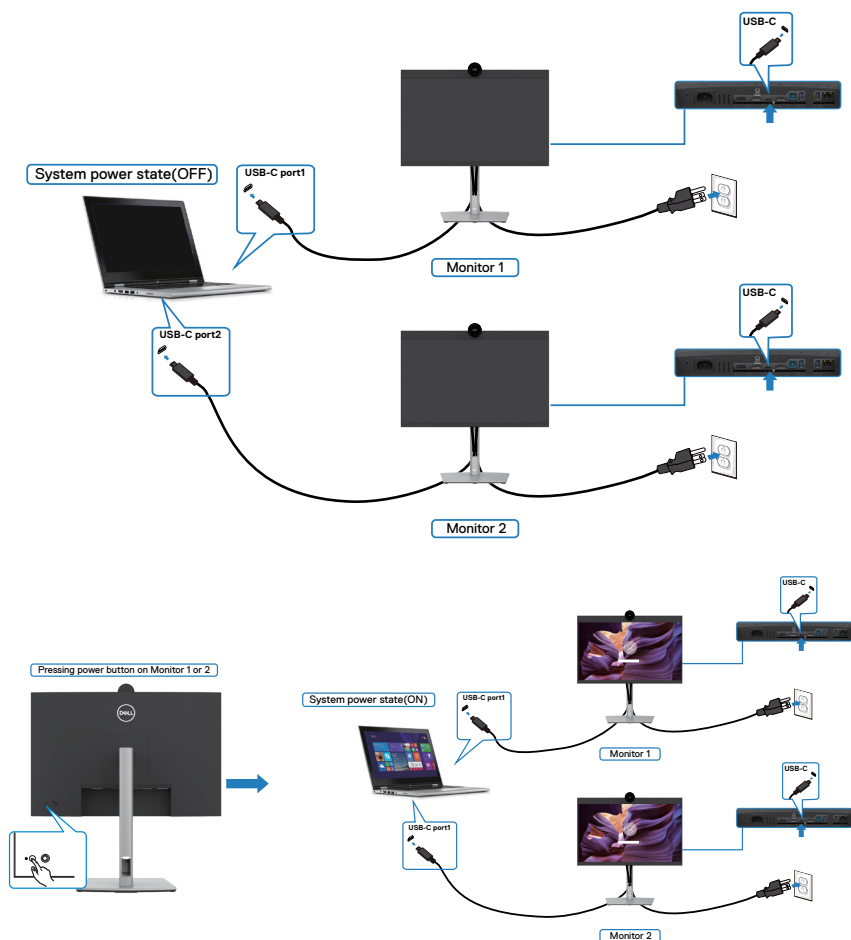 USB-C
System power state(OFF)
USB-C port1
Monitor 1
USB-C
USB-C port2
Monitor 2
USB-C
Pressing power button on Monitor 1 or 2
DELL
System power state(ON)
USB-C port1
Monitor 1
USB-C
USB-C port1
Monitor 2